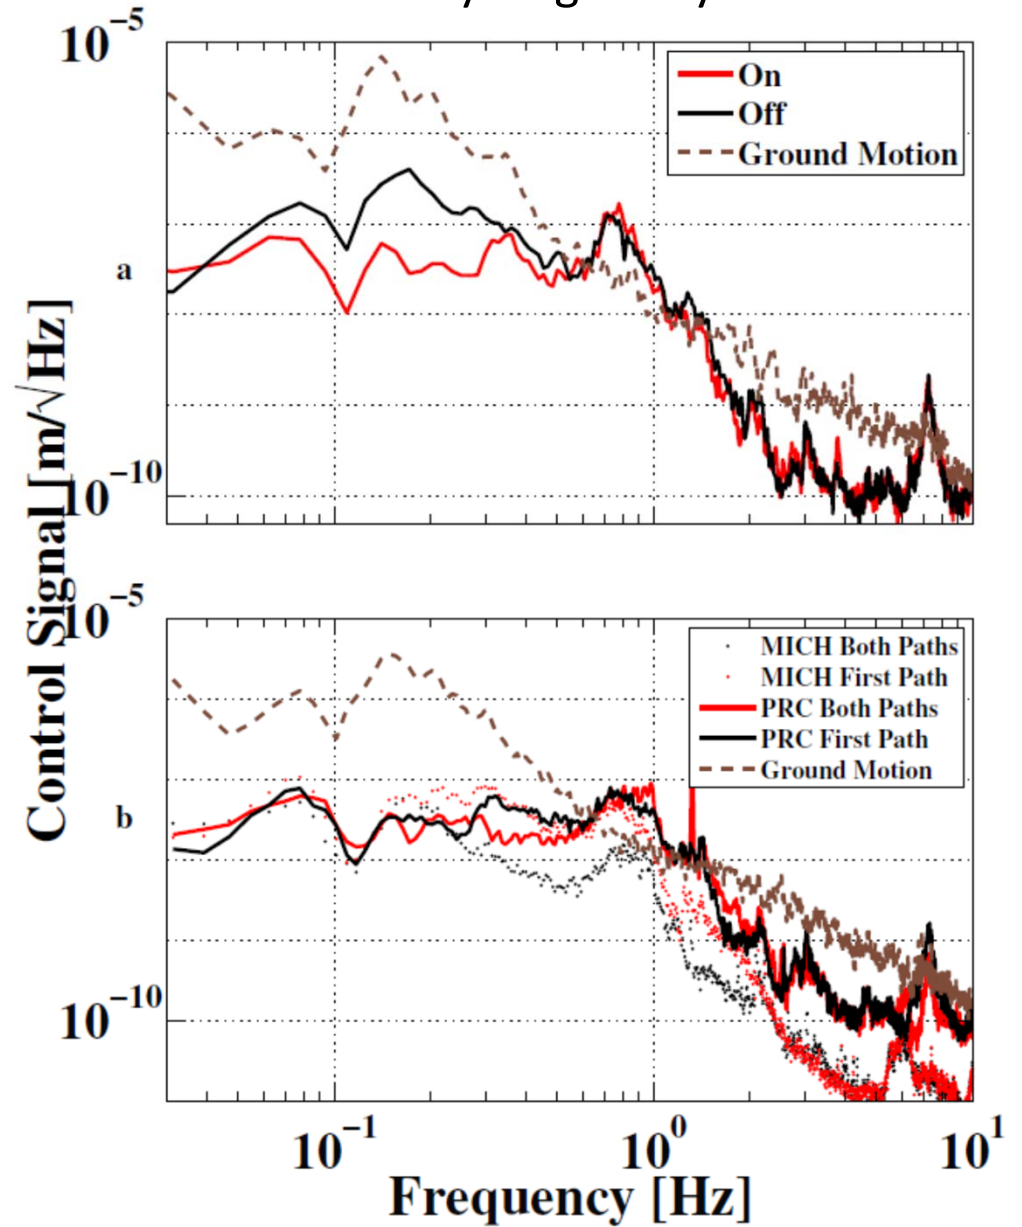 10⁻⁵
On
Off
Ground Motion
a
10⁻¹⁰
Control Signal [m/√Hz]
10⁻⁵
MICH Both Paths
MICH First Path
PRC Both Paths
PRC First Path
Ground Motion
b
10⁻¹⁰
10⁻¹ 10⁰ 10¹
Frequency [Hz]